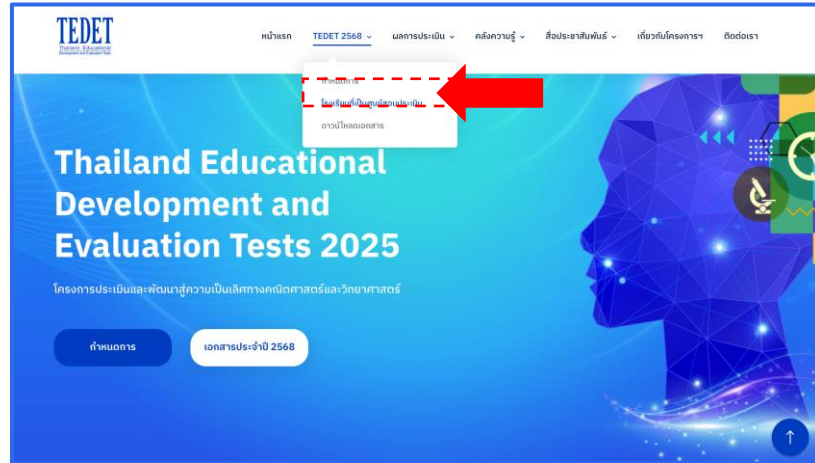 TEDET
Thailand Educational
Development and Evaluation Tests
หน้าแรก TEDET 2568 ผลการประเมิน คลังความรู้ สื่อประชาสัมพันธ์ เกี่ยวกับโครงการฯ ติดต่อเรา
กำหนดการ
โรงเรียนที่เป็นศูนย์สอบประเมิน
ดาวน์โหลดเอกสาร
Thailand Educational
Development and
Evaluation Tests 2025
โครงการประเมินและพัฒนาสู่ความเป็นเลิศทางคณิตศาสตร์และวิทยาศาสตร์
กำหนดการ เอกสารประจำปี 2568